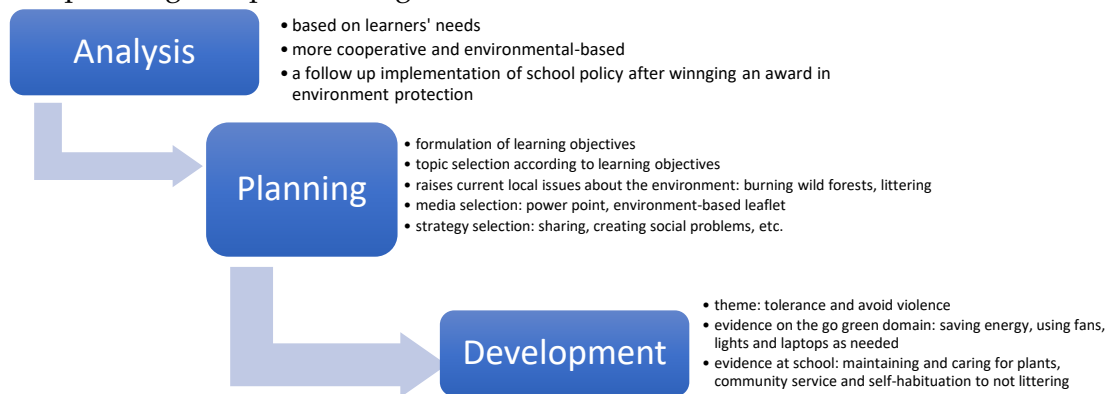 Analysis
• based on learners' needs
• more cooperative and environmental-based
• a follow up implementation of school policy after winnging an award in
environment protection
Planning
• formulation of learning objectives
• topic selection according to learning objectives
• raises current local issues about the environment: burning wild forests, littering
• media selection: power point, environment-based leaflet
• strategy selection: sharing, creating social problems, etc.
Development
• theme: tolerance and avoid violence
• evidence on the go green domain: saving energy, using fans,
lights and laptops as needed
• evidence at school: maintaining and caring for plants,
community service and self-habituation to not littering